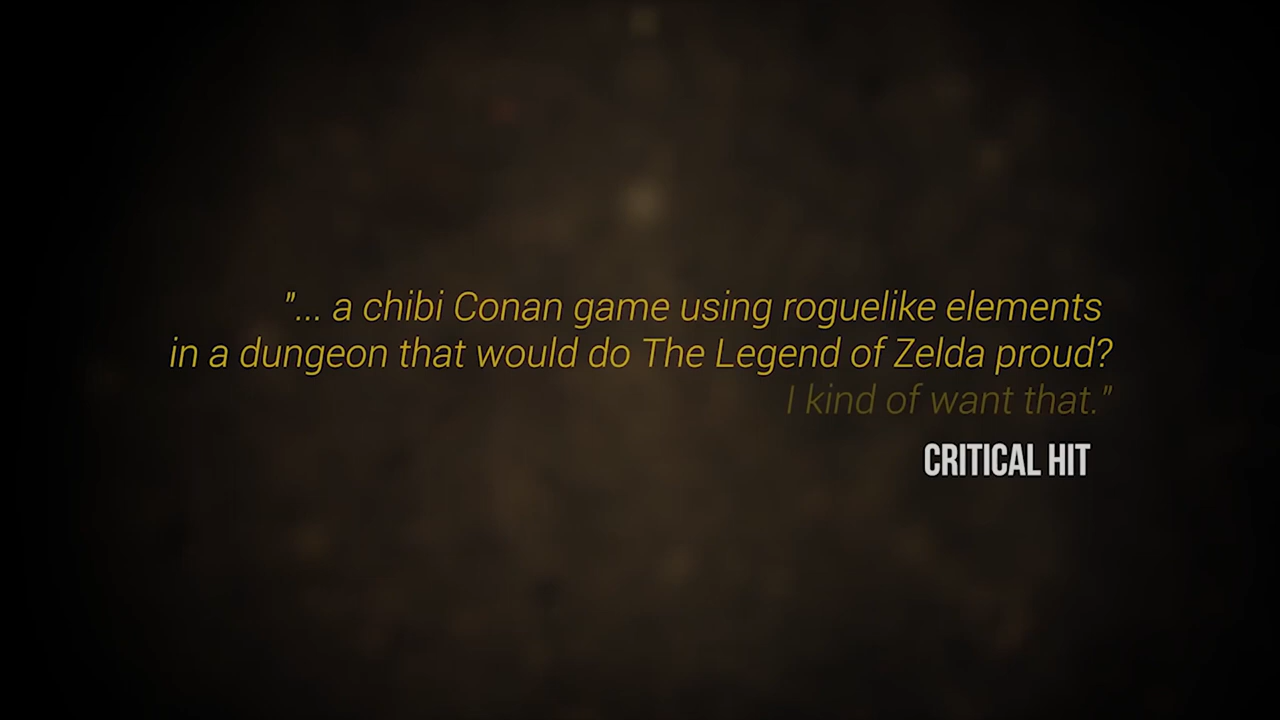 "... a chibi Conan game using roguelike elements
in a dungeon that would do The Legend of Zelda proud?
I kind of want that."
CRITICAL HIT